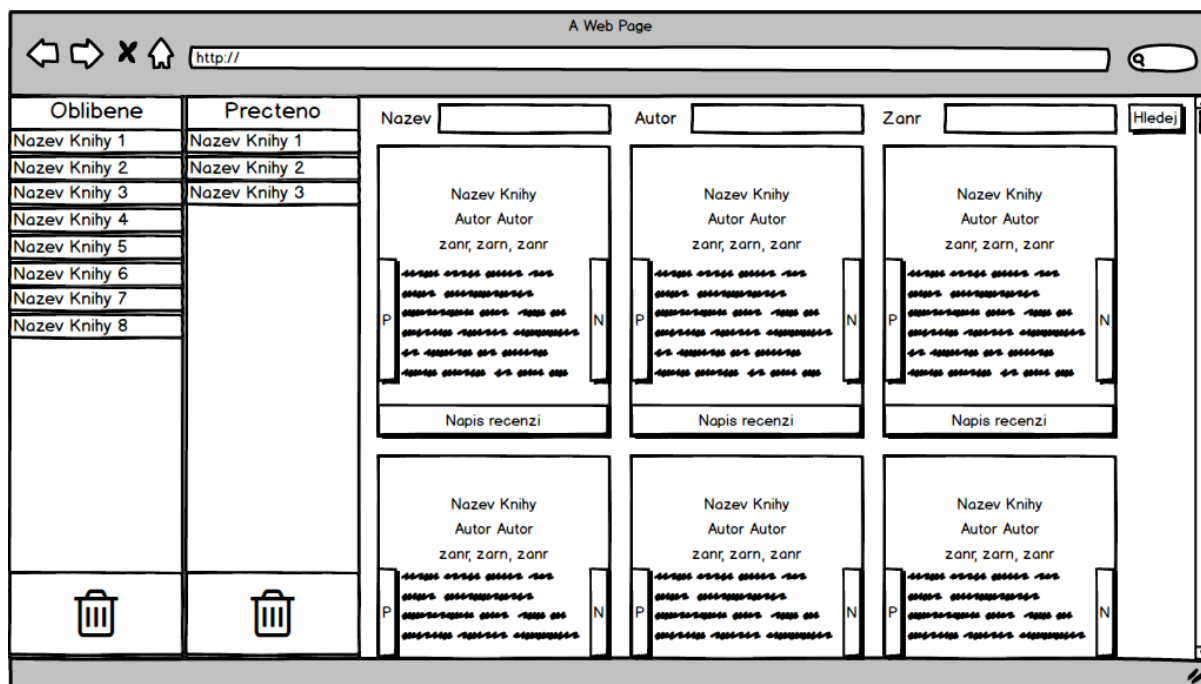 A Web Page
http://
Oblibene
Nazev Knihy 1
Nazev Knihy 2
Nazev Knihy 3
Nazev Knihy 4
Nazev Knihy 5
Nazev Knihy 6
Nazev Knihy 7
Nazev Knihy 8
Precteno
Nazev Knihy 1
Nazev Knihy 2
Nazev Knihy 3
Nazev
Autor
Zanr
Hledej
Nazev Knihy
Autor Autor
zanr, zarn, zanr
P
N
Napis recenzi
Nazev Knihy
Autor Autor
zanr, zarn, zanr
P
N
Napis recenzi
Nazev Knihy
Autor Autor
zanr, zarn, zanr
P
N
Napis recenzi
Nazev Knihy
Autor Autor
zanr, zarn, zanr
P
N
Nazev Knihy
Autor Autor
zanr, zarn, zanr
P
N
Nazev Knihy
Autor Autor
zanr, zarn, zanr
P
N